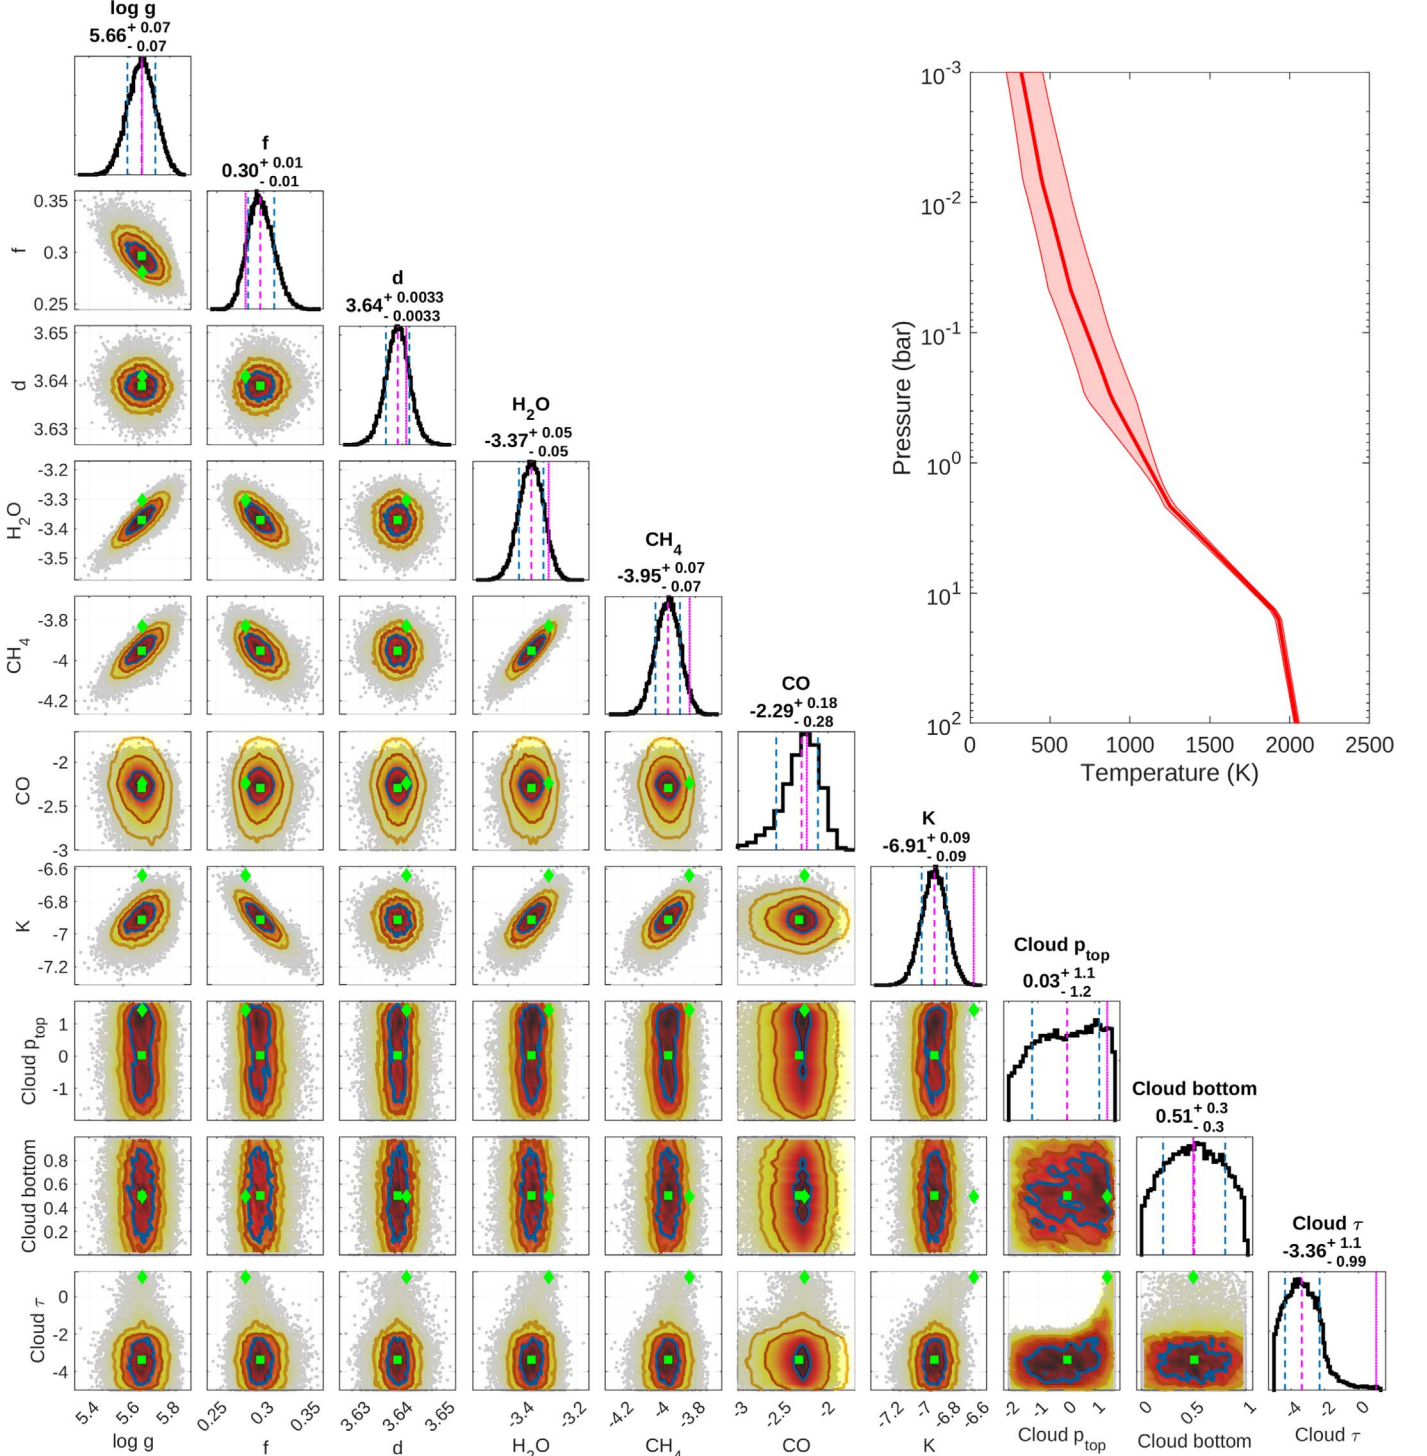 log g
5.66 + 0.07 - 0.07
f
0.30 + 0.01 - 0.01
d
3.64 + 0.0033 - 0.0033
H2O
-3.37 + 0.05 - 0.05
CH4
-3.95 + 0.07 - 0.07
CO
-2.29 + 0.18 - 0.28
K
-6.91 + 0.09 - 0.09
Cloud ptop
0.03 + 1.1 - 1.2
Cloud bottom
0.51 + 0.3 - 0.3
Cloud τ
-3.36 + 1.1 - 0.99
Pressure (bar)
10-3
10-2
10-1
100
101
102
0 500 1000 1500 2000 2500
Temperature (K)
f
0.35
0.3
0.25
d
3.65
3.64
3.63
H2O
-3.2
-3.3
-3.4
-3.5
CH4
-3.8
-4
-4.2
CO
-2
-2.5
-3
K
-6.6
-6.8
-7
-7.2
Cloud ptop
1
0
-1
Cloud bottom
0.8
0.6
0.4
0.2
Cloud τ
0
-2
-4
5.4 5.6 5.8
0.25 0.3 0.35
3.63 3.64 3.65
-3.4 -3.2
-4.2 -4 -3.8
-3 -2.5 -2
-7.2 -7 -6.8 -6.6
-2 -1 0 1
0 0.5 1
-4 -2 0
log g f d H2O CH4 CO K Cloud ptop Cloud bottom Cloud τ